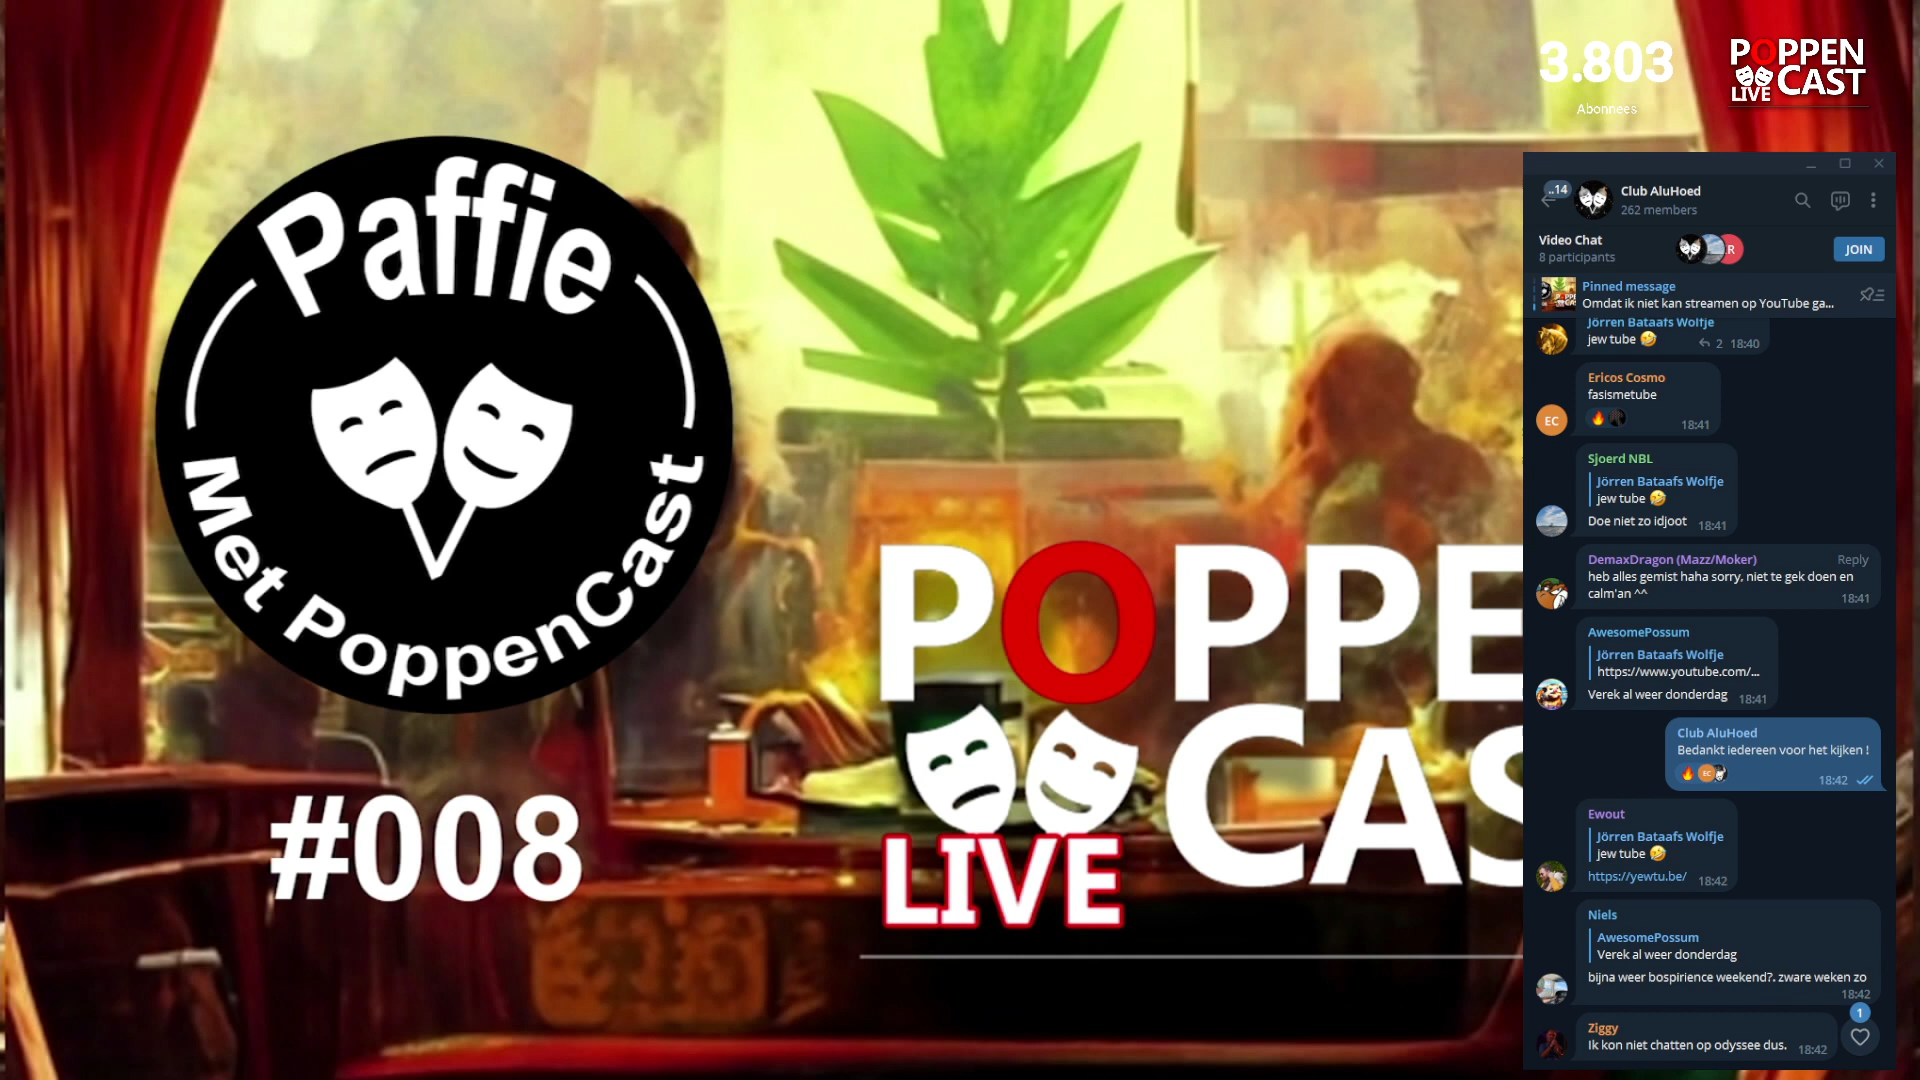 Paffie
Met PoppenCast
#008
POPPE
CAS
LIVE
3.803
Abonnees
POPPEN
CAST
LIVE
..14
Club AluHoed
262 members
Video Chat
8 participants
R
JOIN
Pinned message
Omdat ik niet kan streamen op YouTube ga...
Jörren Bataafs Wolfje
jew tube 🤣
2 18:40
Ericos Cosmo
fasismetube
🔥
EC
18:41
Sjoerd NBL
Jörren Bataafs Wolfje
jew tube 🤣
Doe niet zo idjoot 18:41
DemaxDragon (Mazz/Moker) Reply
heb alles gemist haha sorry, niet te gek doen en
calm'an ^^ 18:41
AwesomePossum
Jörren Bataafs Wolfje
https://www.youtube.com/...
Verek al weer donderdag 18:41
Club AluHoed
Bedankt iedereen voor het kijken !
🔥 EC
18:42
Ewout
Jörren Bataafs Wolfje
jew tube 🤣
https://yewtu.be/ 18:42
Niels
AwesomePossum
Verek al weer donderdag
bijna weer bospirience weekend?. zware weken zo
18:42
1
Ziggy
Ik kon niet chatten op odyssee dus. 18:42